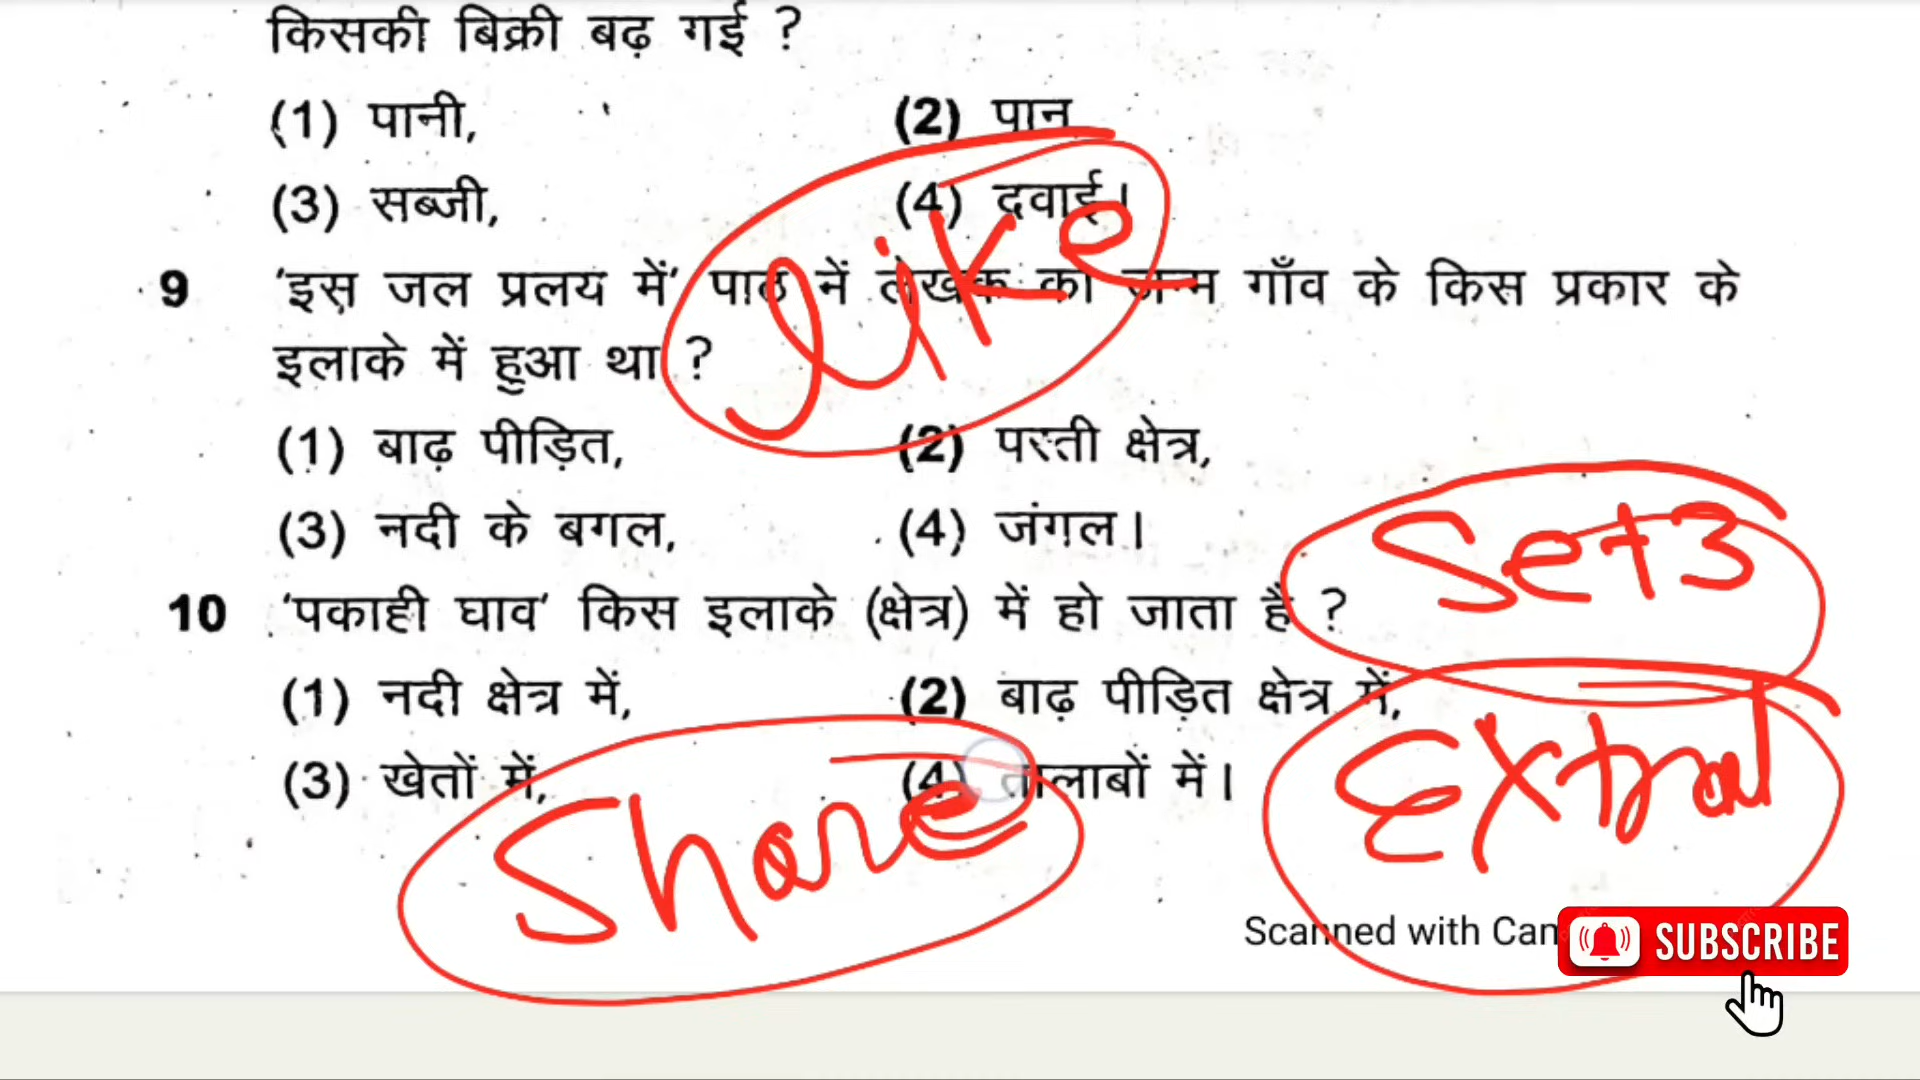 किसकी बिक्री बढ़ गई ?
(1) पानी,
(2) पान,
(3) सब्जी,
(4) दवाई।
9 'इस जल प्रलय में' पाठ में लेखक का जन्म गाँव के किस प्रकार के
इलाके में हुआ था ?
like
(1) बाढ़ पीड़ित,
(2) परती क्षेत्र,
(3) नदी के बगल,
(4) जंगल।
Set 3
10 'पकाही घाव' किस इलाके (क्षेत्र) में हो जाता है ?
(1) नदी क्षेत्र में,
(2) बाढ़ पीड़ित क्षेत्र में,
(3) खेतों में,
(4) तालाबों में।
Share
Scanned with Cam
SUBSCRIBE